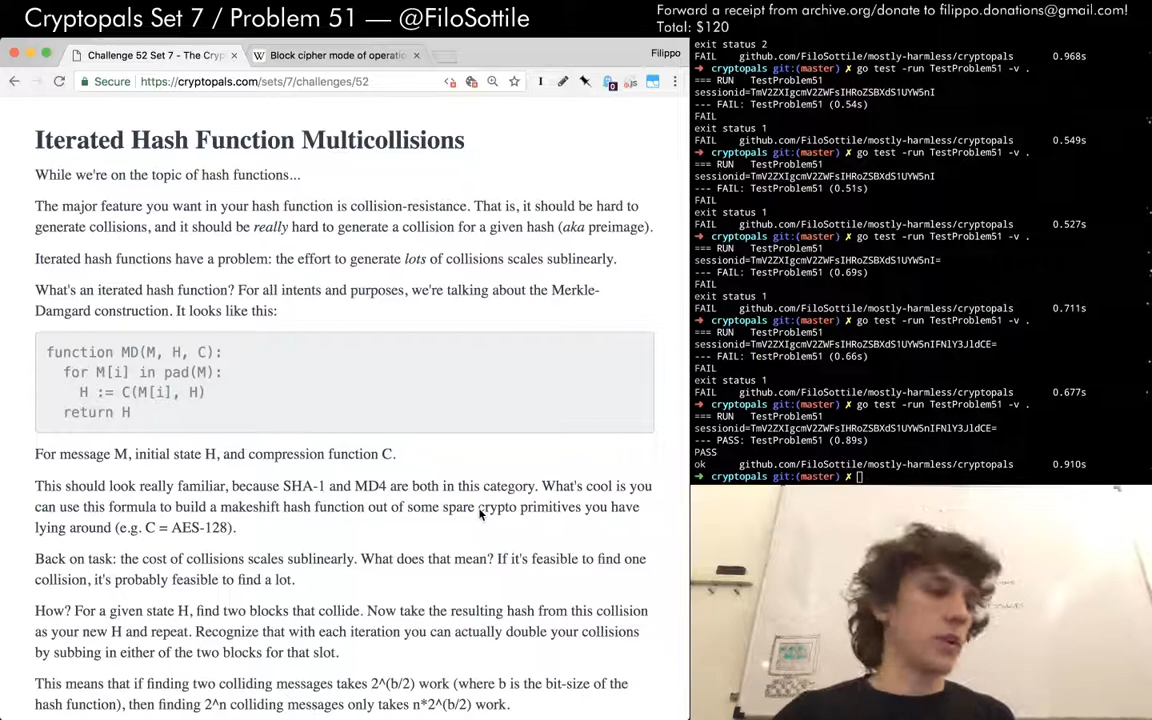 Cryptopals Set 7 / Problem 51 — @FiloSottile
Forward a receipt from archive.org/donate to filippo.donations@gmail.com!
Total: $120
Challenge 52 Set 7 - The Cryp
Block cipher mode of operatio
Filippo
Secure
https://cryptopals.com/sets/7/challenges/52
Iterated Hash Function Multicollisions
While we're on the topic of hash functions...
The major feature you want in your hash function is collision-resistance. That is, it should be hard to
generate collisions, and it should be really hard to generate a collision for a given hash (aka preimage).
Iterated hash functions have a problem: the effort to generate lots of collisions scales sublinearly.
What's an iterated hash function? For all intents and purposes, we're talking about the Merkle-
Damgard construction. It looks like this:
function MD(M, H, C):
for M[i] in pad(M):
H := C(M[i], H)
return H
For message M, initial state H, and compression function C.
This should look really familiar, because SHA-1 and MD4 are both in this category. What's cool is you
can use this formula to build a makeshift hash function out of some spare crypto primitives you have
lying around (e.g. C = AES-128).
Back on task: the cost of collisions scales sublinearly. What does that mean? If it's feasible to find one
collision, it's probably feasible to find a lot.
How? For a given state H, find two blocks that collide. Now take the resulting hash from this collision
as your new H and repeat. Recognize that with each iteration you can actually double your collisions
by subbing in either of the two blocks for that slot.
This means that if finding two colliding messages takes 2^(b/2) work (where b is the bit-size of the
hash function), then finding 2^n colliding messages only takes n*2^(b/2) work.
exit status 2
FAIL github.com/FiloSottile/mostly-harmless/cryptopals 0.968s
➜ cryptopals git:(master) ✗ go test -run TestProblem51 -v .
=== RUN TestProblem51
sessionid=TmV2ZXIgcmV2ZWFsIHRoZSBXdS1UYW5nI
--- FAIL: TestProblem51 (0.54s)
FAIL
exit status 1
FAIL github.com/FiloSottile/mostly-harmless/cryptopals 0.549s
➜ cryptopals git:(master) ✗ go test -run TestProblem51 -v .
=== RUN TestProblem51
sessionid=TmV2ZXIgcmV2ZWFsIHRoZSBXdS1UYW5nI
--- FAIL: TestProblem51 (0.51s)
FAIL
exit status 1
FAIL github.com/FiloSottile/mostly-harmless/cryptopals 0.527s
➜ cryptopals git:(master) ✗ go test -run TestProblem51 -v .
=== RUN TestProblem51
sessionid=TmV2ZXIgcmV2ZWFsIHRoZSBXdS1UYW5nI=
--- FAIL: TestProblem51 (0.69s)
FAIL
exit status 1
FAIL github.com/FiloSottile/mostly-harmless/cryptopals 0.711s
➜ cryptopals git:(master) ✗ go test -run TestProblem51 -v .
=== RUN TestProblem51
sessionid=TmV2ZXIgcmV2ZWFsIHRoZSBXdS1UYW5nIFNlY3JldCE=
--- FAIL: TestProblem51 (0.66s)
FAIL
exit status 1
FAIL github.com/FiloSottile/mostly-harmless/cryptopals 0.677s
➜ cryptopals git:(master) ✗ go test -run TestProblem51 -v .
=== RUN TestProblem51
sessionid=TmV2ZXIgcmV2ZWFsIHRoZSBXdS1UYW5nIFNlY3JldCE=
--- PASS: TestProblem51 (0.89s)
PASS
ok github.com/FiloSottile/mostly-harmless/cryptopals 0.910s
➜ cryptopals git:(master) ✗